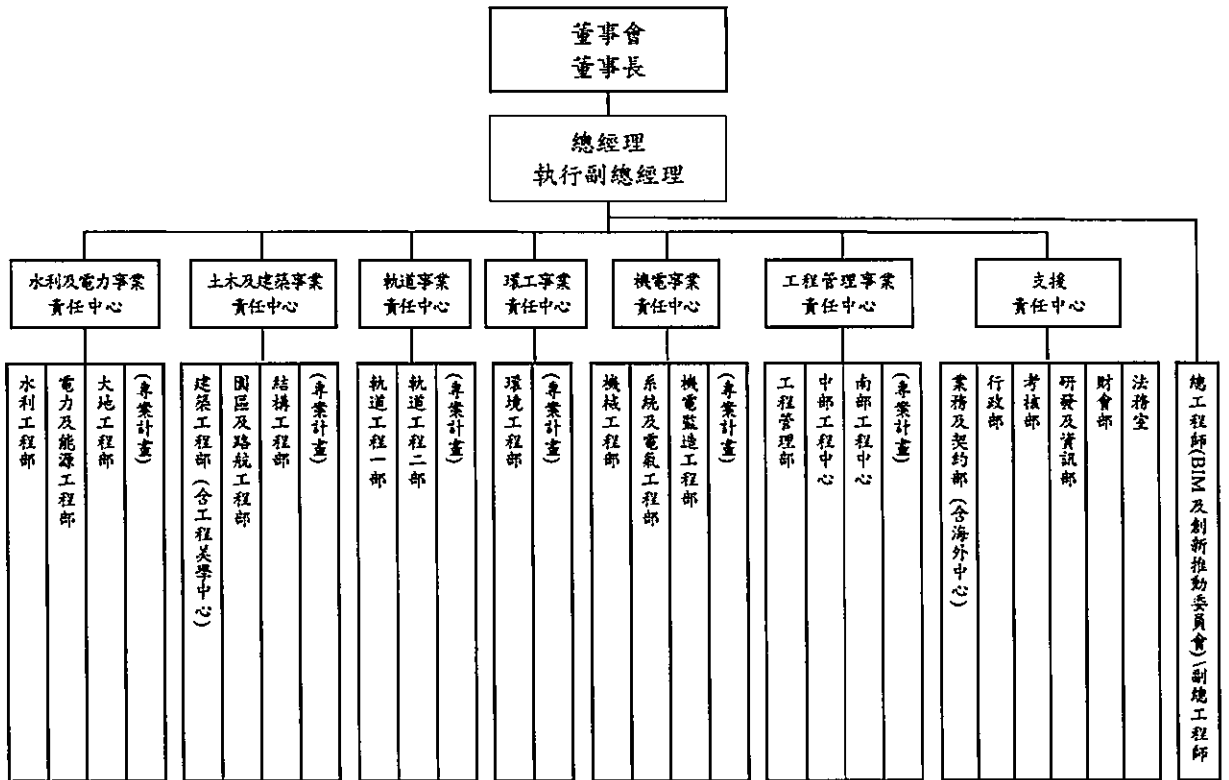 董事會
董事長
總經理
執行副總經理
水利及電力事業
責任中心
土木及建築事業
責任中心
軌道事業
責任中心
環工事業
責任中心
機電事業
責任中心
工程管理事業
責任中心
支援
責任中心
水利工程部
電力及能源工程部
大地工程部
(專案計畫)
建築工程部(含工程美學中心)
園區及路航工程部
結構工程部
(專案計畫)
軌道工程一部
軌道工程二部
(專案計畫)
環境工程部
(專案計畫)
機械工程部
系統及電氣工程部
機電監造工程部
(專案計畫)
工程管理部
中部工程中心
南部工程中心
(專案計畫)
業務及契約部(含海外中心)
行政部
考核部
研發及資訊部
財會部
法務室
總工程師(BIM及創新推動委員會)\副總工程師